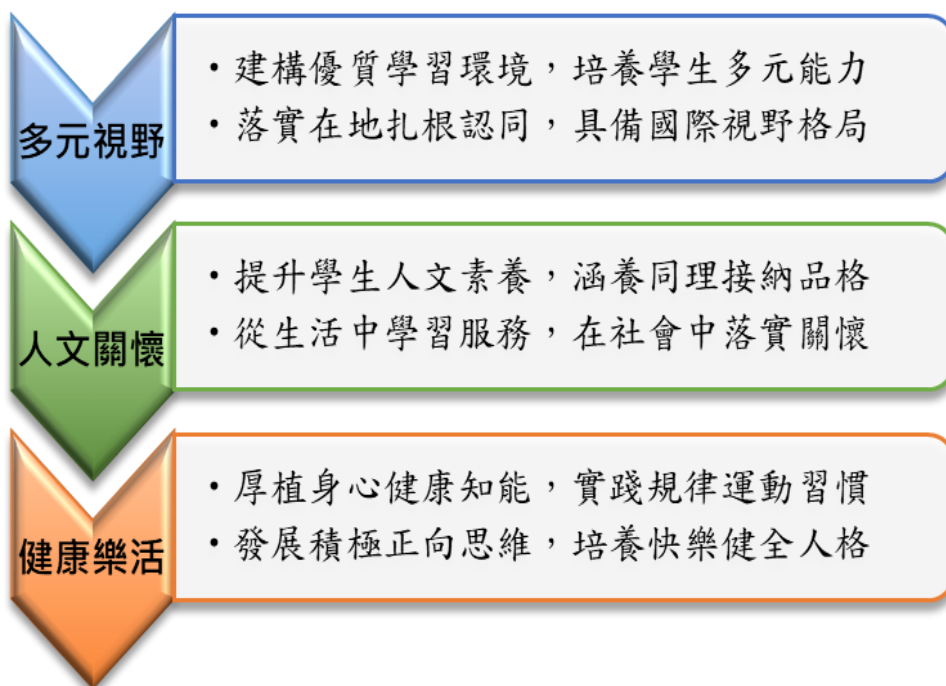 多元視野
・建構優質學習環境，培養學生多元能力
・落實在地扎根認同，具備國際視野格局
人文關懷
・提升學生人文素養，涵養同理接納品格
・從生活中學習服務，在社會中落實關懷
健康樂活
・厚植身心健康知能，實踐規律運動習慣
・發展積極正向思維，培養快樂健全人格